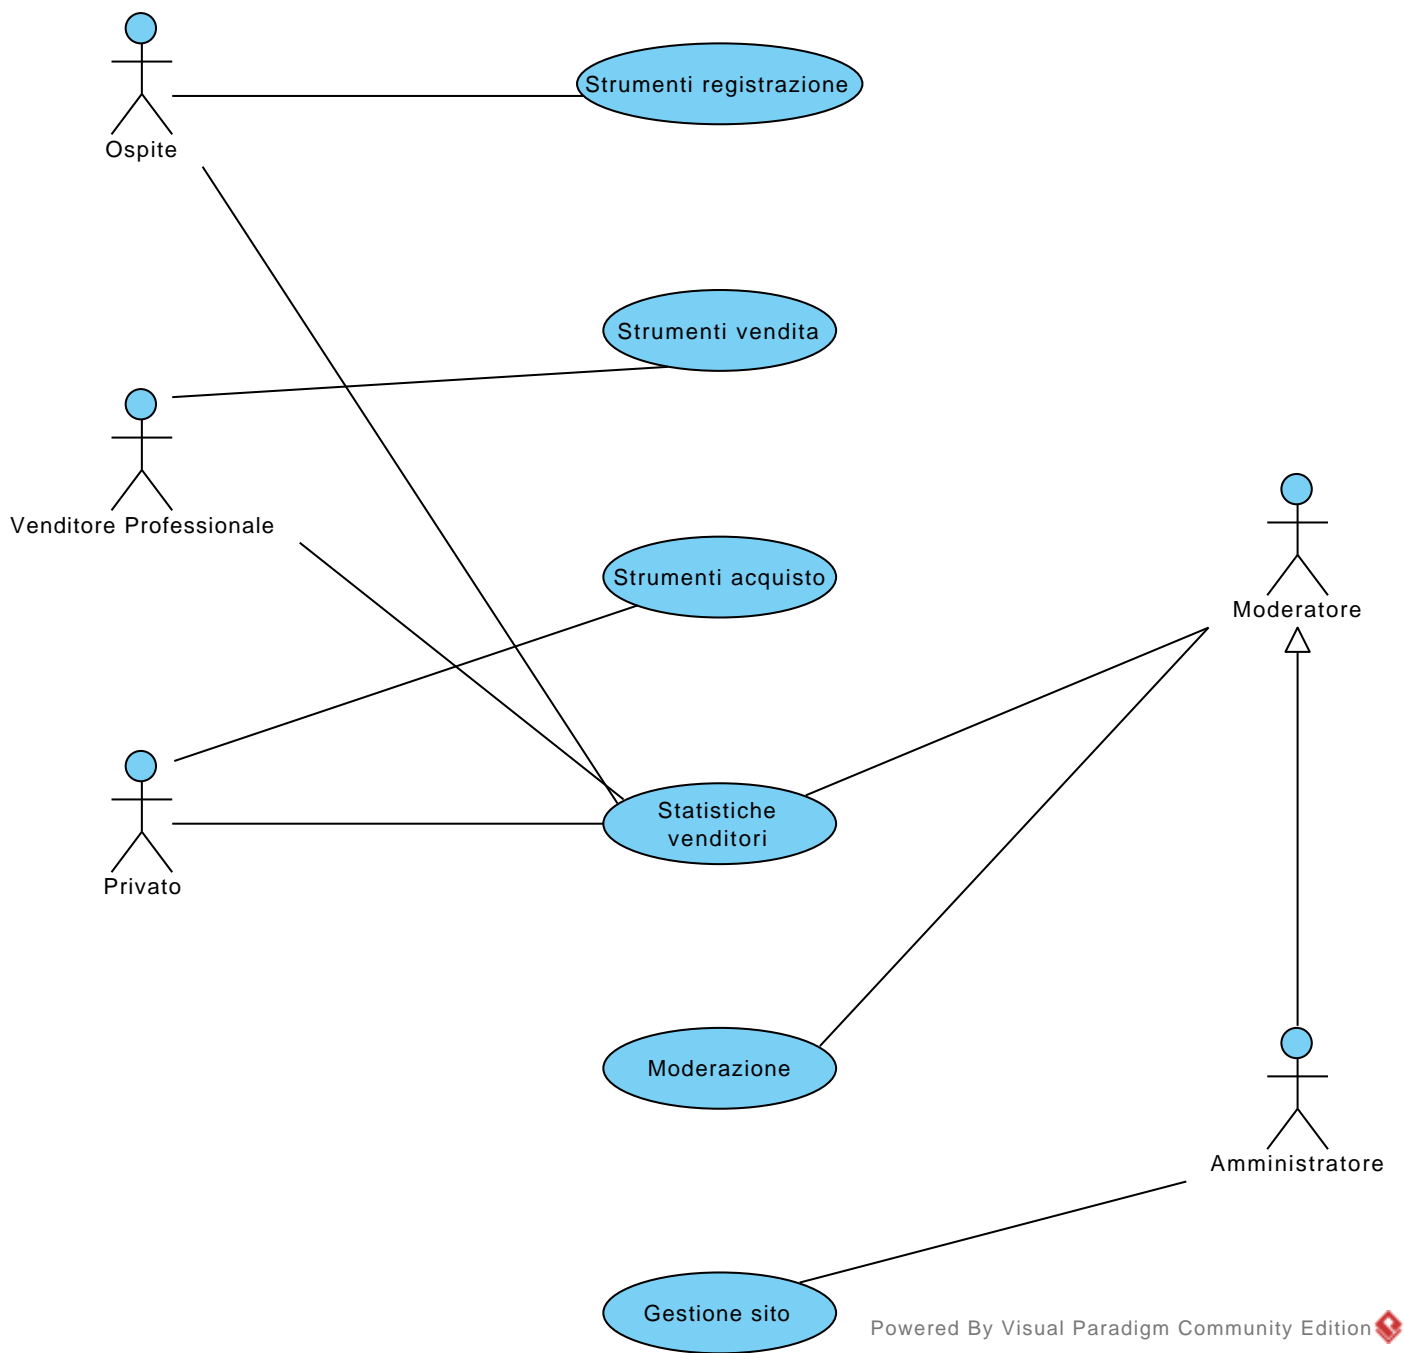 Strumenti registrazione
Ospite
Strumenti vendita
Venditore Professionale
Strumenti acquisto
Moderatore
Statistiche
venditori
Privato
Moderazione
Amministratore
Gestione sito
Powered By Visual Paradigm Community Edition